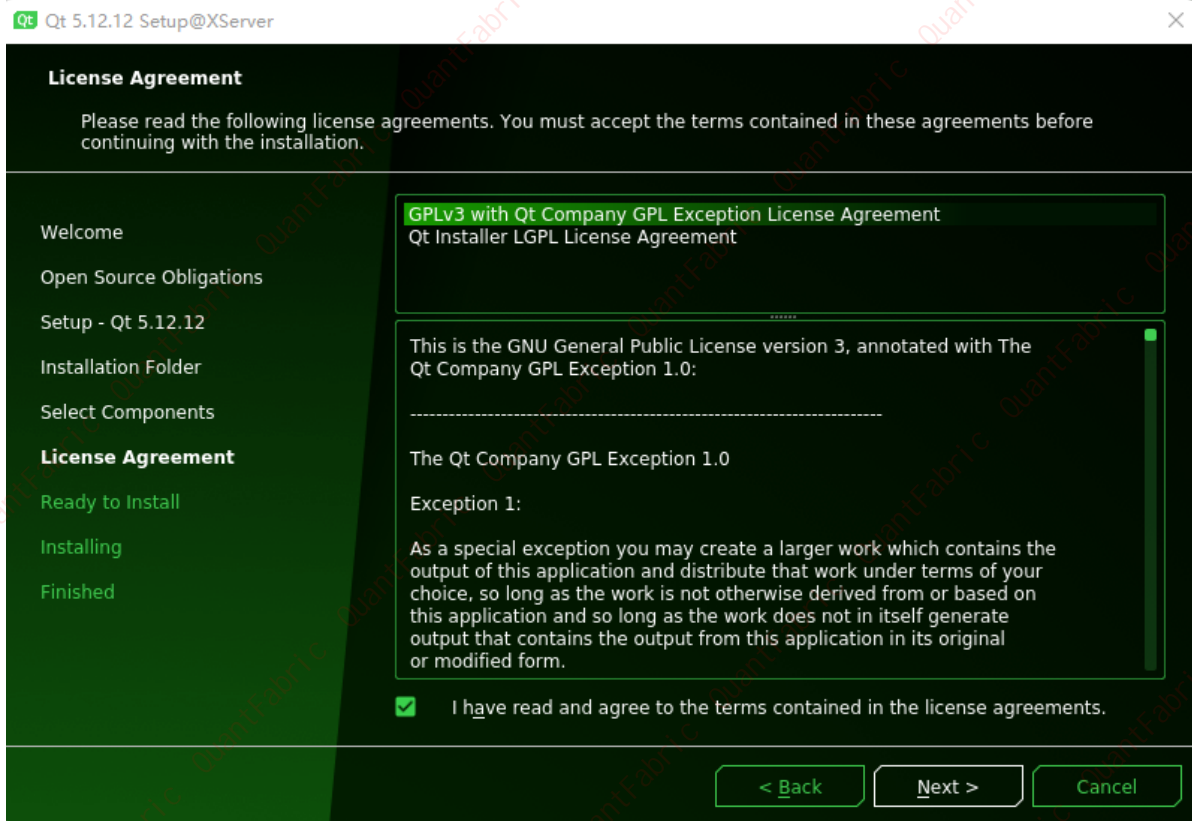 Qt Qt 5.12.12 Setup@XServer
License Agreement
Please read the following license agreements. You must accept the terms contained in these agreements before
continuing with the installation.
Welcome
Open Source Obligations
Setup - Qt 5.12.12
Installation Folder
Select Components
License Agreement
Ready to Install
Installing
Finished
GPLv3 with Qt Company GPL Exception License Agreement
Qt Installer LGPL License Agreement
This is the GNU General Public License version 3, annotated with The
Qt Company GPL Exception 1.0:
-------------------------------------------------------------------------
The Qt Company GPL Exception 1.0
Exception 1:
As a special exception you may create a larger work which contains the
output of this application and distribute that work under terms of your
choice, so long as the work is not otherwise derived from or based on
this application and so long as the work does not in itself generate
output that contains the output from this application in its original
or modified form.
I have read and agree to the terms contained in the license agreements.
< Back
Next >
Cancel
QuantFabric